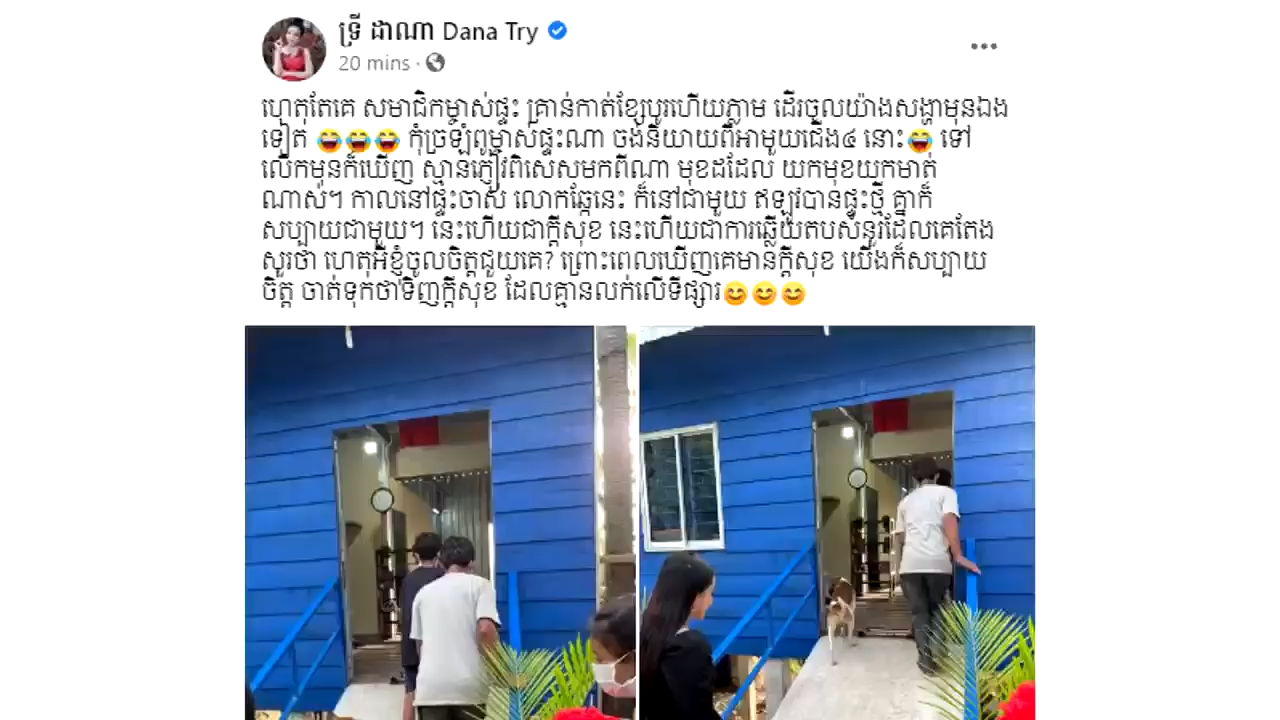 ទ្រី ដាណា Dana Try
20 mins ·
ហេតុតែគេ សមាជិកម្ចាស់ផ្ទះ គ្រាន់កាត់ខ្សែបូរហើយភ្លាម ដើរចូលយ៉ាងសង្ហាមុនឯង
ទៀត 😂😂😂 កុំច្រឡំពូម្ចាស់ផ្ទះណា ចង់និយាយពីអាមួយជើង៤ នោះ😂 ទៅ
លើកមុនក៏ឃើញ ស្មានភ្ញៀវពិសេសមកពីណា មុខដដែល យកមុខយកមាត់
ណាស់។ កាលនៅផ្ទះចាស់ លោកឆ្កែនេះ ក៏នៅជាមួយ ឥឡូវបានផ្ទះថ្មី គ្នាក៏
សប្បាយជាមួយ។ នេះហើយជាក្តីសុខ នេះហើយជាការឆ្លើយតបសំនួរដែលគេតែង
សួរថា ហេតុអីខ្ញុំចូលចិត្តជួយគេ? ព្រោះពេលឃើញគេមានក្តីសុខ យើងក៏សប្បាយ
ចិត្ត ចាត់ទុកថាទិញក្តីសុខ ដែលគ្មានលក់លើទីផ្សារ😊😊😊